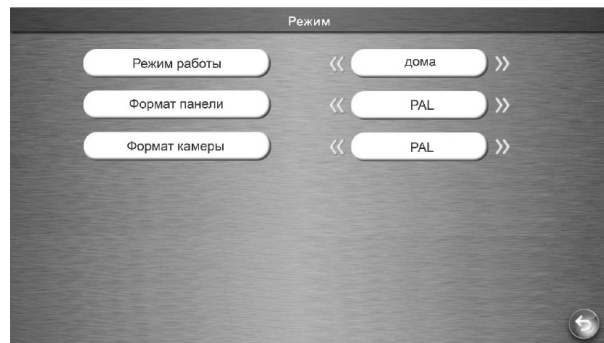 Режим
Режим работы дома
Формат панели PAL
Формат камеры PAL